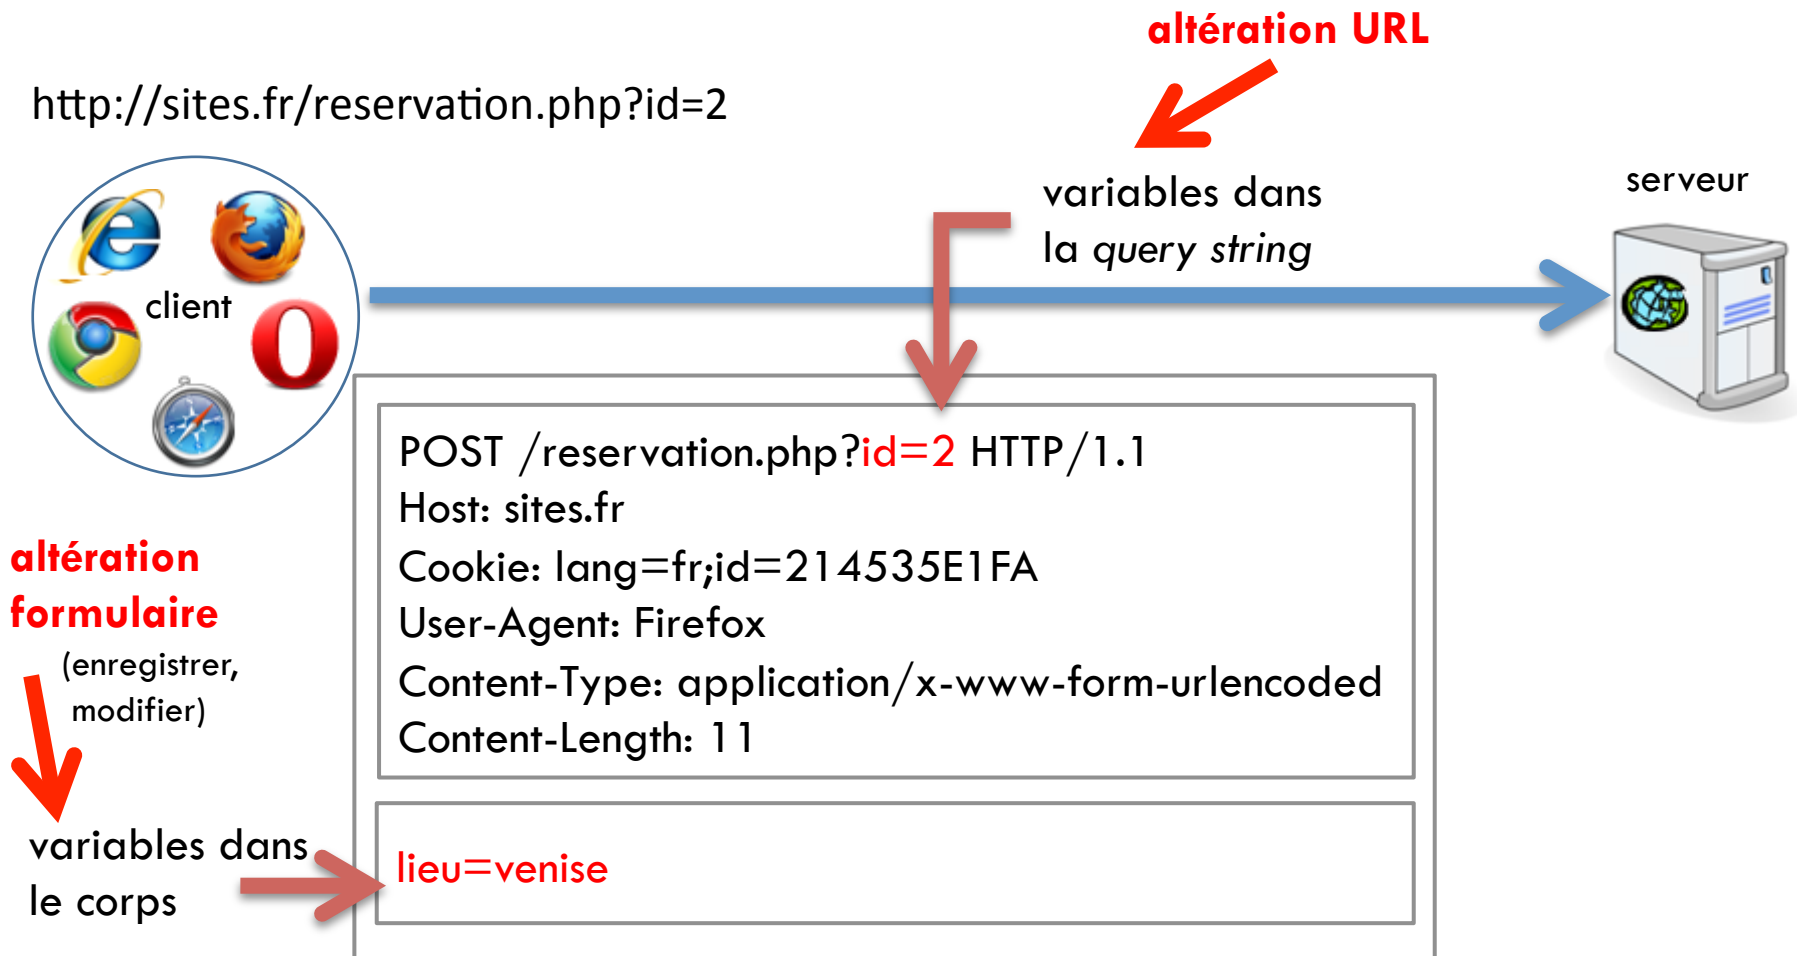 altération URL
http://sites.fr/reservation.php?id=2
variables dans
la query string
serveur
client
POST /reservation.php?id=2 HTTP/1.1
Host: sites.fr
Cookie: lang=fr;id=214535E1FA
User-Agent: Firefox
Content-Type: application/x-www-form-urlencoded
Content-Length: 11
altération
formulaire
(enregistrer,
modifier)
variables dans
le corps
lieu=venise